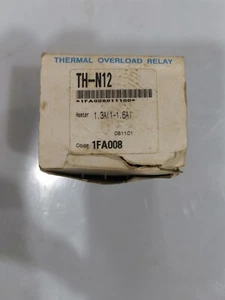 THERMAL OVERLOAD RELAY
TH-N12
*1FA008011100*
Heater 1.3A(1-1.6A)
081101
Code 1FA008